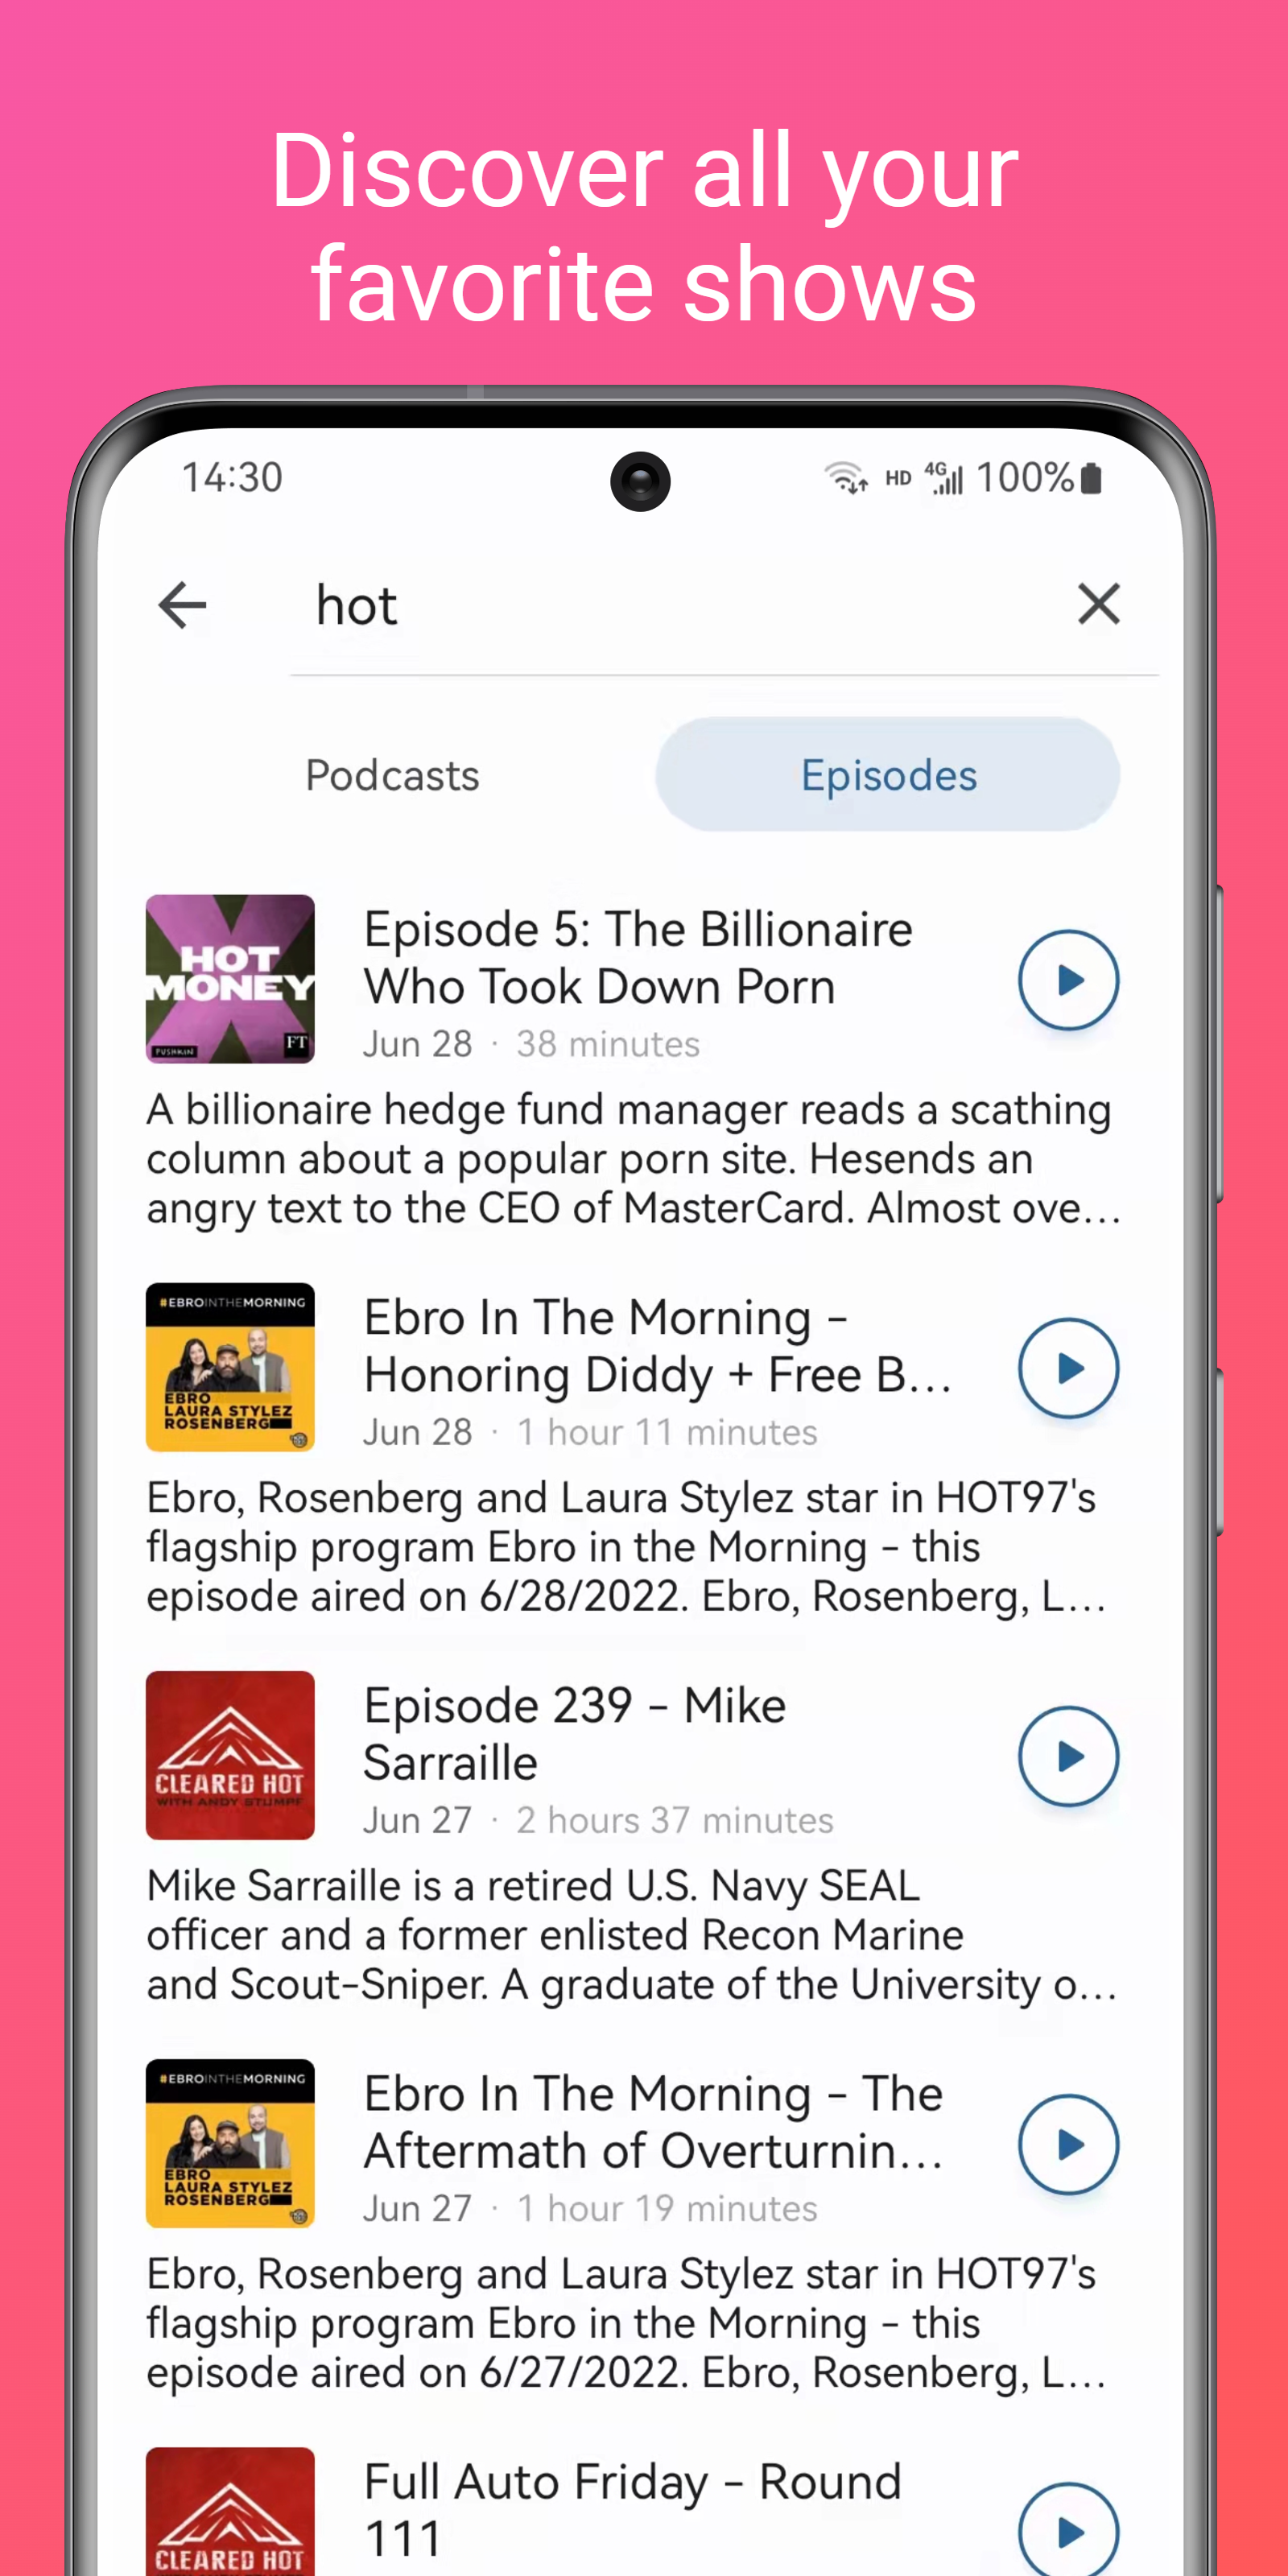 Discover all your
favorite shows
14:30
HD 4G 100%
hot
Podcasts
Episodes
HOT
MONEY
PUSHKIN
FT
Episode 5: The Billionaire
Who Took Down Porn
Jun 28 · 38 minutes
A billionaire hedge fund manager reads a scathing
column about a popular porn site. Hesends an
angry text to the CEO of MasterCard. Almost ove…
#EBROINTHEMORNING
EBRO
LAURA STYLEZ
ROSENBERG
Ebro In The Morning -
Honoring Diddy + Free B…
Jun 28 · 1 hour 11 minutes
Ebro, Rosenberg and Laura Stylez star in HOT97's
flagship program Ebro in the Morning - this
episode aired on 6/28/2022. Ebro, Rosenberg, L…
CLEARED HOT
WITH ANDY STUMPF
Episode 239 - Mike
Sarraille
Jun 27 · 2 hours 37 minutes
Mike Sarraille is a retired U.S. Navy SEAL
officer and a former enlisted Recon Marine
and Scout-Sniper. A graduate of the University o…
#EBROINTHEMORNING
EBRO
LAURA STYLEZ
ROSENBERG
Ebro In The Morning - The
Aftermath of Overturnin…
Jun 27 · 1 hour 19 minutes
Ebro, Rosenberg and Laura Stylez star in HOT97's
flagship program Ebro in the Morning - this
episode aired on 6/27/2022. Ebro, Rosenberg, L…
CLEARED HOT
Full Auto Friday - Round
111